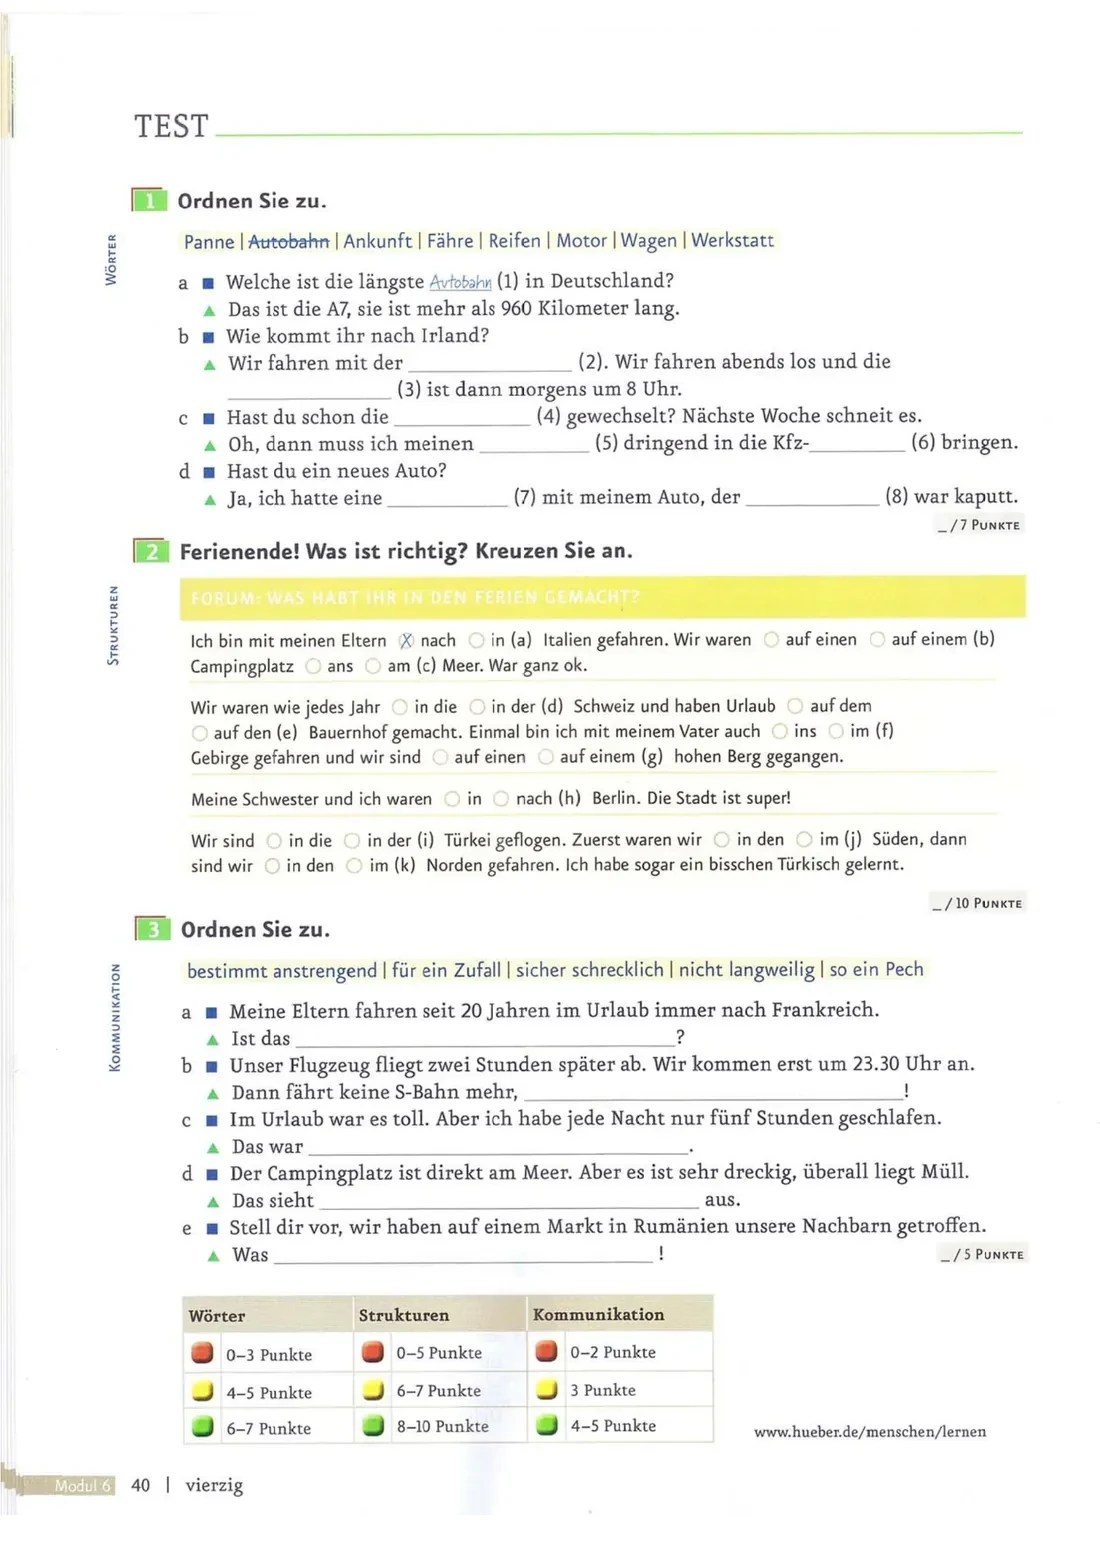 TEST
1 Ordnen Sie zu.
WÖRTER
Panne | Autobahn | Ankunft | Fähre | Reifen | Motor | Wagen | Werkstatt
a ■ Welche ist die längste Autobahn (1) in Deutschland?
▲ Das ist die A7, sie ist mehr als 960 Kilometer lang.
b ■ Wie kommt ihr nach Irland?
▲ Wir fahren mit der ____________ (2). Wir fahren abends los und die
____________ (3) ist dann morgens um 8 Uhr.
c ■ Hast du schon die ____________ (4) gewechselt? Nächste Woche schneit es.
▲ Oh, dann muss ich meinen ____________ (5) dringend in die Kfz-____________ (6) bringen.
d ■ Hast du ein neues Auto?
▲ Ja, ich hatte eine ____________ (7) mit meinem Auto, der ____________ (8) war kaputt.
_ / 7 PUNKTE
2 Ferienende! Was ist richtig? Kreuzen Sie an.
STRUKTUREN
FORUM: WAS HABT IHR IN DEN FERIEN GEMACHT?
Ich bin mit meinen Eltern ⊗ nach ○ in (a) Italien gefahren. Wir waren ○ auf einen ○ auf einem (b)
Campingplatz ○ ans ○ am (c) Meer. War ganz ok.
Wir waren wie jedes Jahr ○ in die ○ in der (d) Schweiz und haben Urlaub ○ auf dem
○ auf den (e) Bauernhof gemacht. Einmal bin ich mit meinem Vater auch ○ ins ○ im (f)
Gebirge gefahren und wir sind ○ auf einen ○ auf einem (g) hohen Berg gegangen.
Meine Schwester und ich waren ○ in ○ nach (h) Berlin. Die Stadt ist super!
Wir sind ○ in die ○ in der (i) Türkei geflogen. Zuerst waren wir ○ in den ○ im (j) Süden, dann
sind wir ○ in den ○ im (k) Norden gefahren. Ich habe sogar ein bisschen Türkisch gelernt.
_ / 10 PUNKTE
3 Ordnen Sie zu.
KOMMUNIKATION
bestimmt anstrengend | für ein Zufall | sicher schrecklich | nicht langweilig | so ein Pech
a ■ Meine Eltern fahren seit 20 Jahren im Urlaub immer nach Frankreich.
▲ Ist das ____________?
b ■ Unser Flugzeug fliegt zwei Stunden später ab. Wir kommen erst um 23.30 Uhr an.
▲ Dann fährt keine S-Bahn mehr, ____________!
c ■ Im Urlaub war es toll. Aber ich habe jede Nacht nur fünf Stunden geschlafen.
▲ Das war ____________.
d ■ Der Campingplatz ist direkt am Meer. Aber es ist sehr dreckig, überall liegt Müll.
▲ Das sieht ____________ aus.
e ■ Stell dir vor, wir haben auf einem Markt in Rumänien unsere Nachbarn getroffen.
▲ Was ____________ !
_ / 5 PUNKTE
Wörter Strukturen Kommunikation
0–3 Punkte 0–5 Punkte 0–2 Punkte
4–5 Punkte 6–7 Punkte 3 Punkte
6–7 Punkte 8–10 Punkte 4–5 Punkte
www.hueber.de/menschen/lernen
Modul 6 40 | vierzig